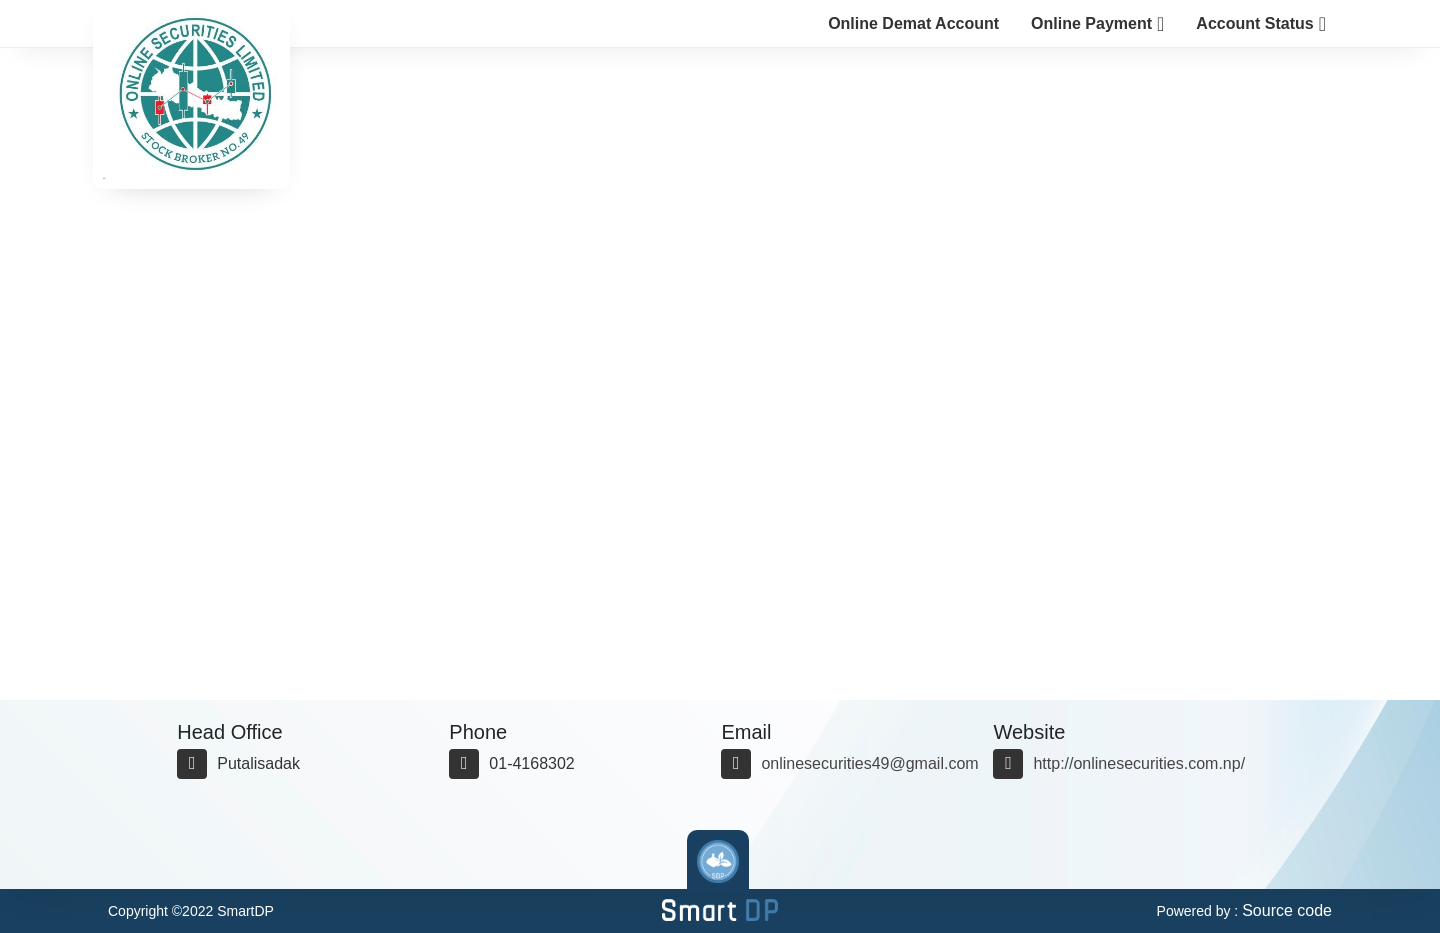 Online Demat Account
Online Payment
Account Status
ONLINE SECURITIES LIMITED
STOCK BROKER NO. 49
Head Office
Putalisadak
Phone
01-4168302
Email
onlinesecurities49@gmail.com
Website
http://onlinesecurities.com.np/
SDP
Copyright ©2022 SmartDP
Smart DP
Powered by : Source code